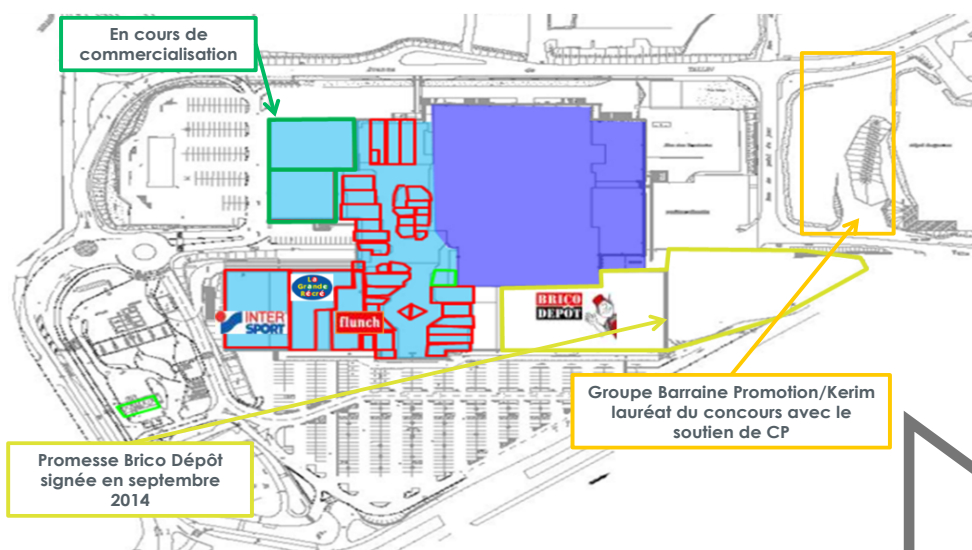 En cours de
commercialisation
La
Grande
Récré
INTER
SPORT
flunch
BRICO
DEPOT
Groupe Barraine Promotion/Kerim
lauréat du concours avec le
soutien de CP
Promesse Brico Dépôt
signée en septembre
2014